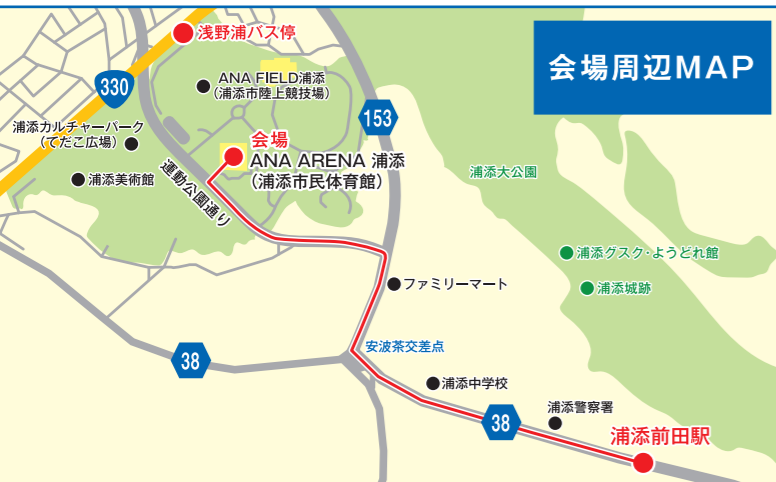 浅野浦バス停
会場周辺MAP
330
ANA FIELD浦添
(浦添市陸上競技場)
153
浦添カルチャーパーク
(てだこ広場)
会場
ANA ARENA 浦添
(浦添市民体育館)
浦添美術館
運動公園通り
浦添大公園
浦添グスク・ようどれ館
浦添城跡
ファミリーマート
安波茶交差点
38
浦添中学校
浦添警察署
38
浦添前田駅